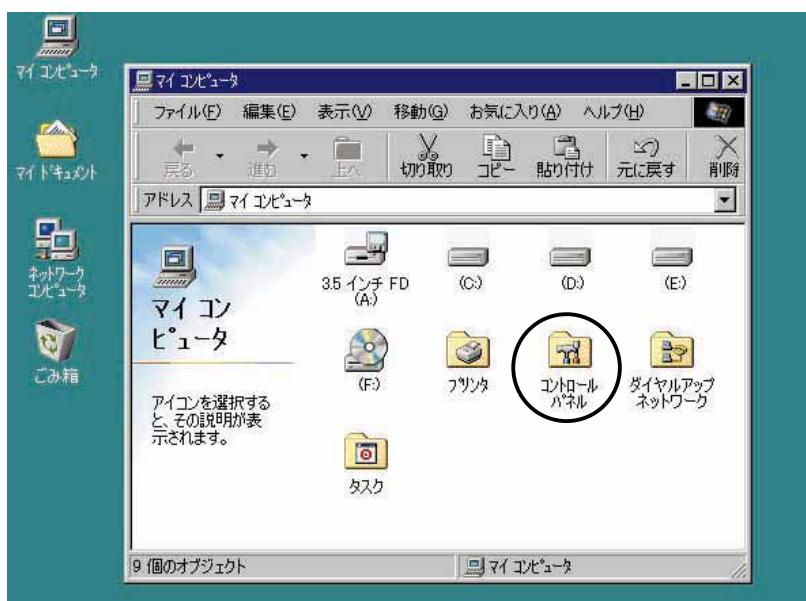 マイ コンピュータ
マイ ドキュメント
ネットワーク
コンピュータ
ごみ箱
マイ コンピュータ
ファイル(F) 編集(E) 表示(V) 移動(G) お気に入り(A) ヘルプ(H)
戻る 進む 上へ 切り取り コピー 貼り付け 元に戻す 削除
アドレス マイ コンピュータ
マイ コン
ピュータ
アイコンを選択する
と、その説明が表
示されます。
3.5 インチ FD
(A:)
(C:)
(D:)
(E:)
(F:)
プリンタ
コントロール
パネル
ダイヤルアップ
ネットワーク
タスク
9 個のオブジェクト
マイ コンピュータ